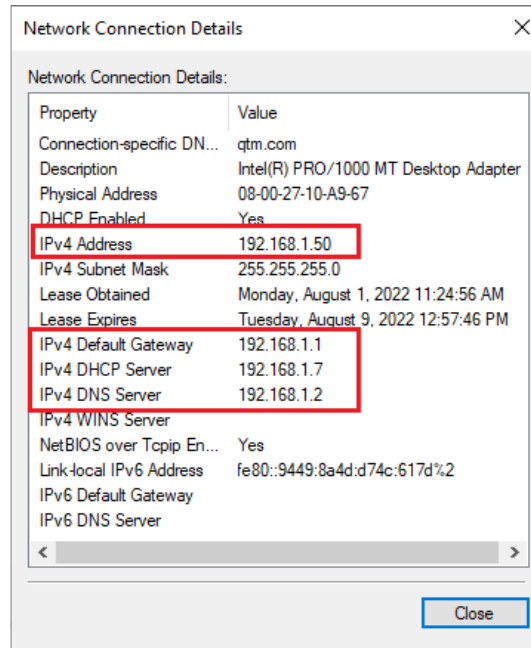 Network Connection Details
Network Connection Details:
Property Value
Connection-specific DN... qtm.com
Description Intel(R) PRO/1000 MT Desktop Adapter
Physical Address 08-00-27-10-A9-67
DHCP Enabled Yes
IPv4 Address 192.168.1.50
IPv4 Subnet Mask 255.255.255.0
Lease Obtained Monday, August 1, 2022 11:24:56 AM
Lease Expires Tuesday, August 9, 2022 12:57:46 PM
IPv4 Default Gateway 192.168.1.1
IPv4 DHCP Server 192.168.1.7
IPv4 DNS Server 192.168.1.2
IPv4 WINS Server
NetBIOS over Tcpip En... Yes
Link-local IPv6 Address fe80::9449:8a4d:d74c:617d%2
IPv6 Default Gateway
IPv6 DNS Server
Close